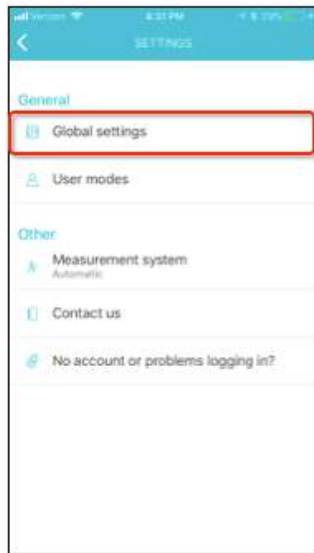 Verizon
4:31 PM
SETTINGS
General
Global settings
User modes
Other
Measurement system
Automatic
Contact us
No account or problems logging in?